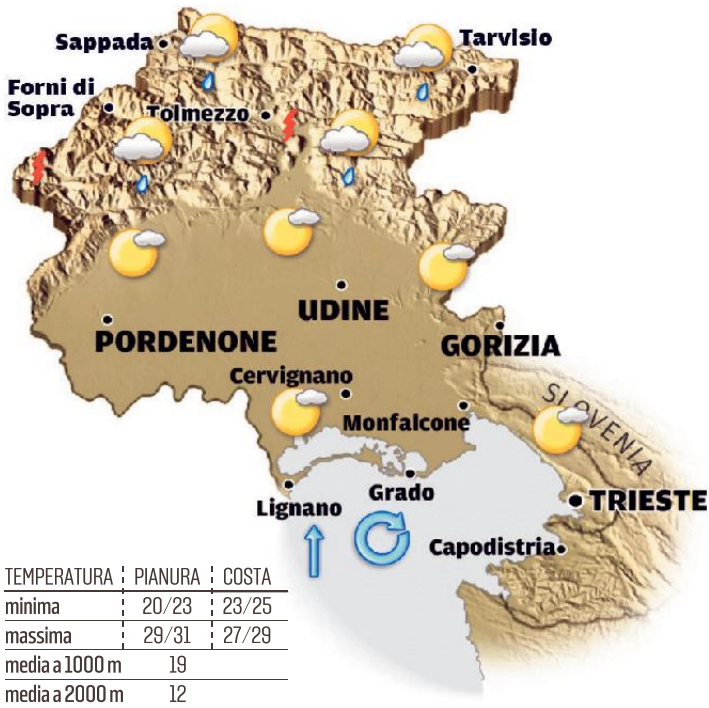 Sappada
Tarvisio
Forni di
Sopra
Tolmezzo
UDINE
PORDENONE
GORIZIA
Cervignano
SLOVENIA
Monfalcone
Grado
TRIESTE
Lignano
Capodistria
TEMPERATURA PIANURA COSTA
minima 20/23 23/25
massima 29/31 27/29
media a 1000 m 19
media a 2000 m 12